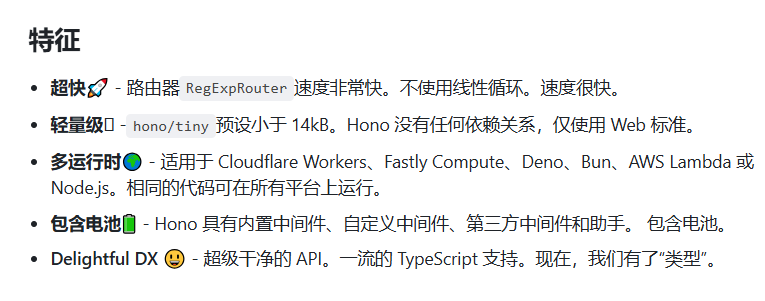 特征
• 超快🚀 - 路由器 RegExpRouter 速度非常快。不使用线性循环。速度很快。
• 轻量级 - hono/tiny 预设小于 14kB。Hono 没有任何依赖关系，仅使用 Web 标准。
• 多运行时🌍 - 适用于 Cloudflare Workers、Fastly Compute、Deno、Bun、AWS Lambda 或
Node.js。相同的代码可在所有平台上运行。
• 包含电池🔋 - Hono 具有内置中间件、自定义中间件、第三方中间件和助手。 包含电池。
• Delightful DX 😃 - 超级干净的 API。一流的 TypeScript 支持。现在，我们有了“类型”。